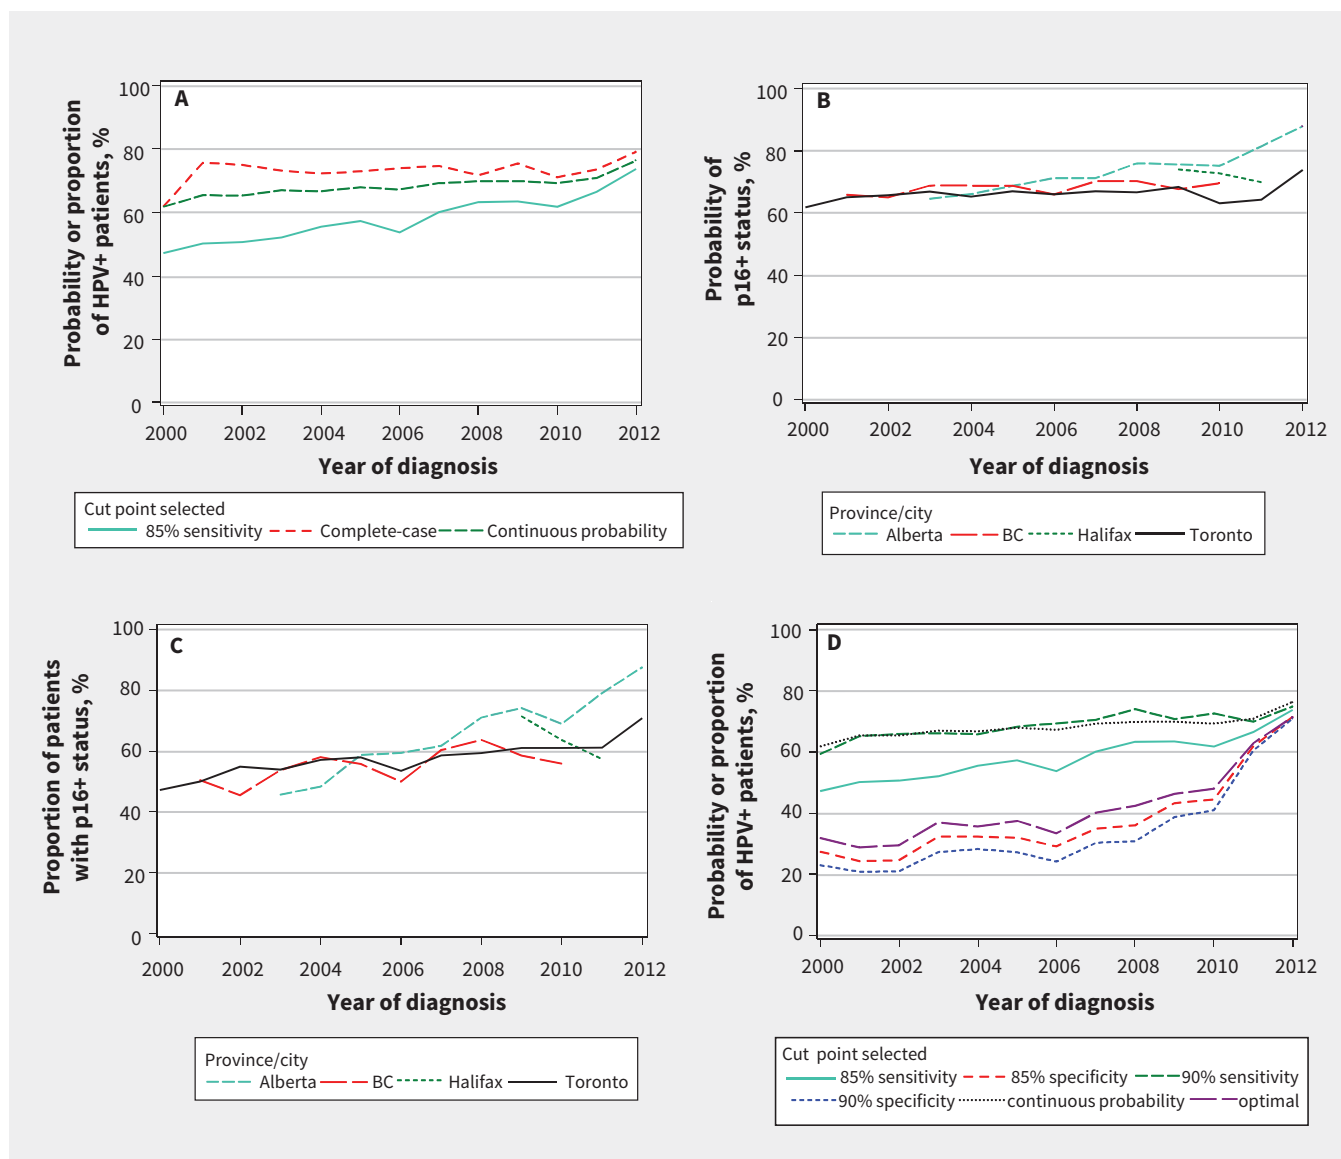 A
Probability or proportion
of HPV+ patients, %
100
80
60
40
20
0
2000 2002 2004 2006 2008 2010 2012
Year of diagnosis
Cut point selected
85% sensitivity Complete-case Continuous probability
B
Probability of
p16+ status, %
100
80
60
40
20
0
2000 2002 2004 2006 2008 2010 2012
Year of diagnosis
Province/city
Alberta BC Halifax Toronto
C
Proportion of patients
with p16+ status, %
100
80
60
40
20
0
2000 2002 2004 2006 2008 2010 2012
Year of diagnosis
Province/city
Alberta BC Halifax Toronto
D
Probability or proportion
of HPV+ patients, %
100
80
60
40
20
0
2000 2002 2004 2006 2008 2010 2012
Year of diagnosis
Cut point selected
85% sensitivity 85% specificity 90% sensitivity
90% specificity continuous probability optimal